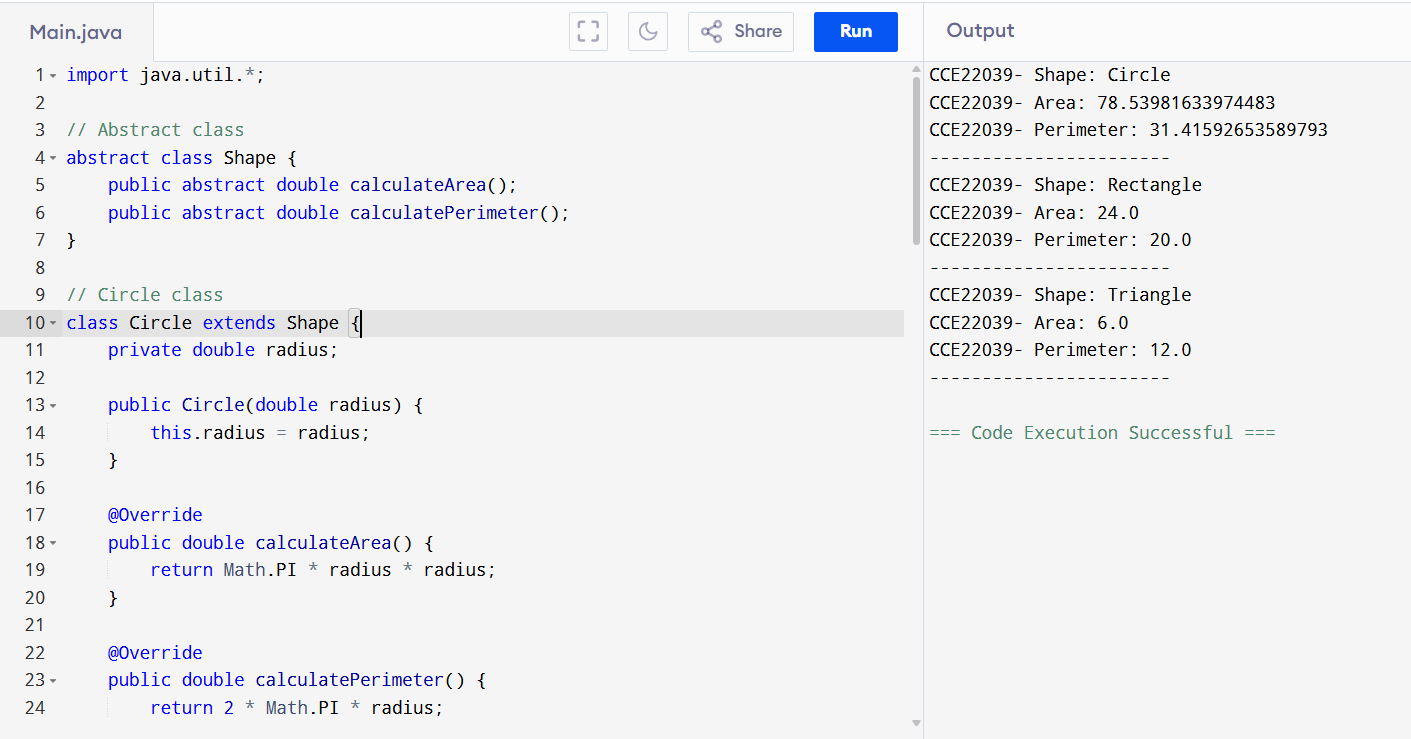 Main.java
Share
Run
Output
1 import java.util.*;
2
3 // Abstract class
4 abstract class Shape {
5     public abstract double calculateArea();
6     public abstract double calculatePerimeter();
7 }
8
9 // Circle class
10 class Circle extends Shape {
11     private double radius;
12
13     public Circle(double radius) {
14         this.radius = radius;
15     }
16
17     @Override
18     public double calculateArea() {
19         return Math.PI * radius * radius;
20     }
21
22     @Override
23     public double calculatePerimeter() {
24         return 2 * Math.PI * radius;
CCE22039- Shape: Circle
CCE22039- Area: 78.53981633974483
CCE22039- Perimeter: 31.41592653589793
-----------------------
CCE22039- Shape: Rectangle
CCE22039- Area: 24.0
CCE22039- Perimeter: 20.0
-----------------------
CCE22039- Shape: Triangle
CCE22039- Area: 6.0
CCE22039- Perimeter: 12.0
-----------------------
=== Code Execution Successful ===